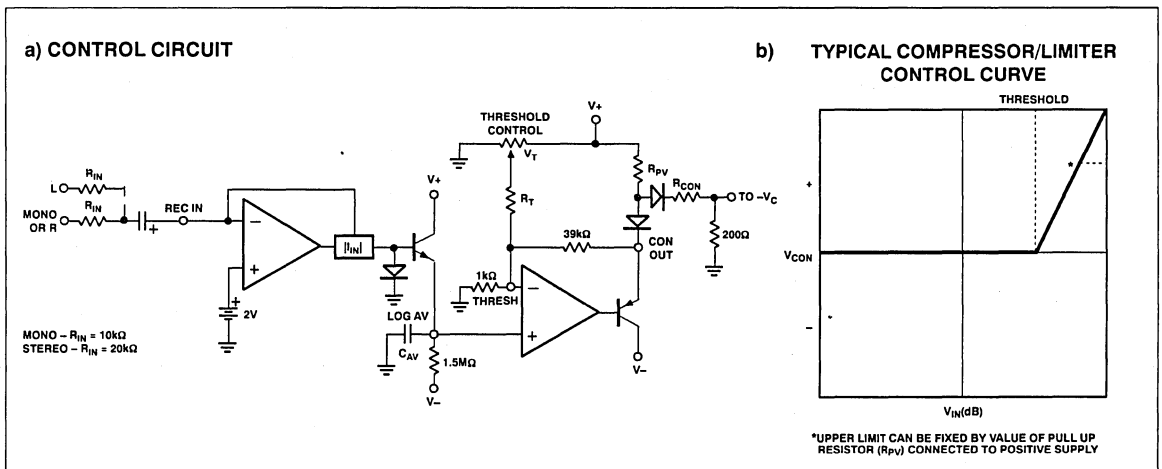 a) CONTROL CIRCUIT
b) TYPICAL COMPRESSOR/LIMITER
CONTROL CURVE
THRESHOLD
V+
THRESHOLD
CONTROL
VT
RPV
RCON
TO –VC
200Ω
L
RIN
MONO
OR R
RIN
+
REC IN
–
+
+
2V
|IIN|
V+
RT
39kΩ
CON
OUT
1kΩ
THRESH
–
+
LOG AV
CAV
1.5MΩ
V–
V–
MONO – RIN = 10kΩ
STEREO – RIN = 20kΩ
*
+
VCON
–
VIN(dB)
*UPPER LIMIT CAN BE FIXED BY VALUE OF PULL UP
RESISTOR (RPV) CONNECTED TO POSITIVE SUPPLY